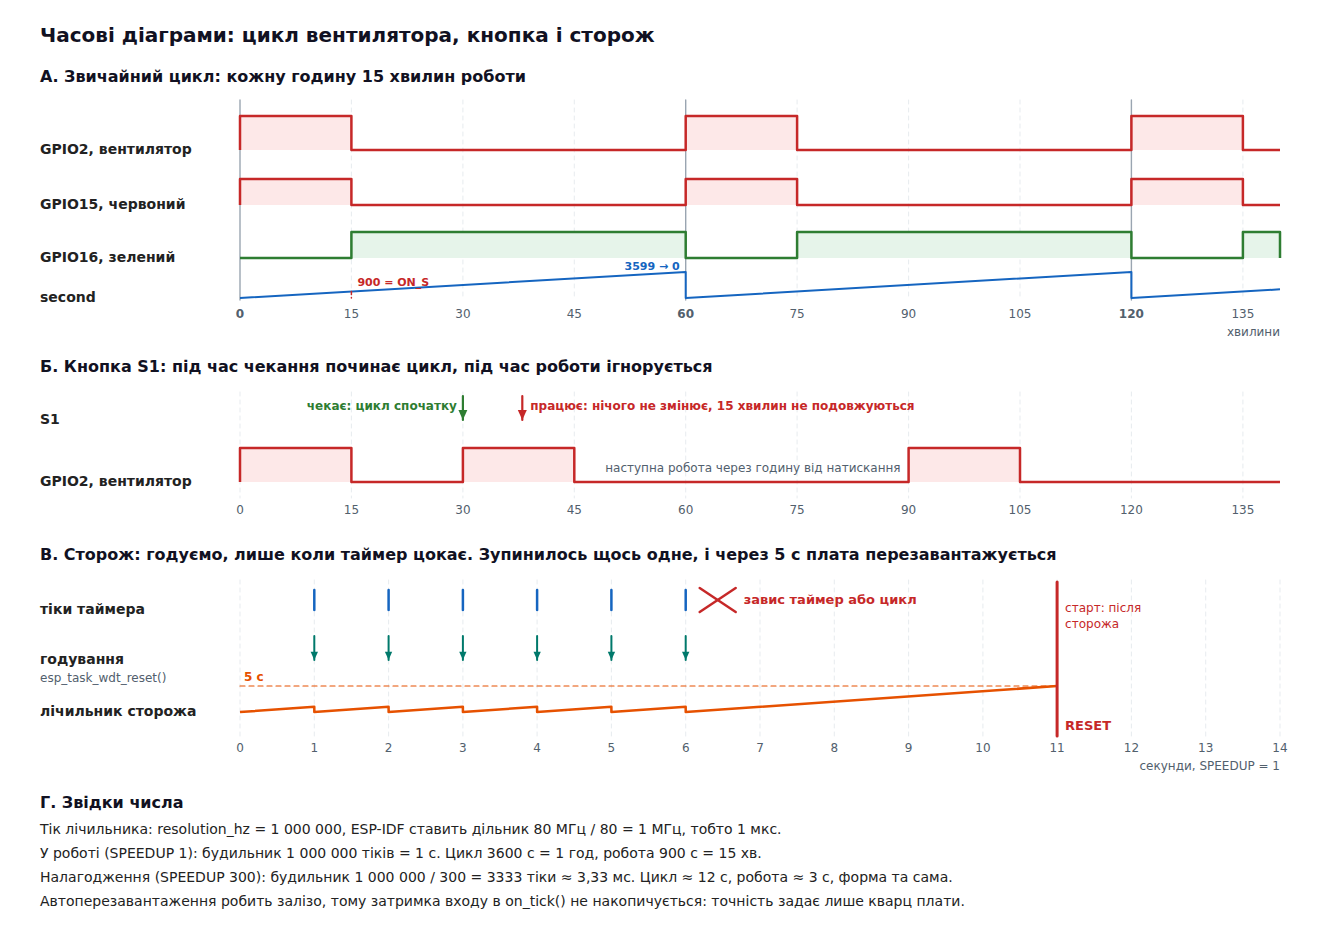 Часові діаграми: цикл вентилятора, кнопка і сторож
А. Звичайний цикл: кожну годину 15 хвилин роботи
GPIO2, вентилятор
GPIO15, червоний
GPIO16, зелений
3599 → 0
900 = ON_S
second
0 15 30 45 60 75 90 105 120 135
хвилини
Б. Кнопка S1: під час чекання починає цикл, під час роботи ігнорується
чекає: цикл спочатку працює: нічого не змінює, 15 хвилин не подовжуються
S1
наступна робота через годину від натискання
GPIO2, вентилятор
0 15 30 45 60 75 90 105 120 135
В. Сторож: годуємо, лише коли таймер цокає. Зупинилось щось одне, і через 5 с плата перезавантажується
завис таймер або цикл
тіки таймера
старт: після
сторожа
годування
esp_task_wdt_reset()
5 с
лічильник сторожа
RESET
0 1 2 3 4 5 6 7 8 9 10 11 12 13 14
секунди, SPEEDUP = 1
Г. Звідки числа
Тік лічильника: resolution_hz = 1 000 000, ESP-IDF ставить дільник 80 МГц / 80 = 1 МГц, тобто 1 мкс.
У роботі (SPEEDUP 1): будильник 1 000 000 тіків = 1 с. Цикл 3600 с = 1 год, робота 900 с = 15 хв.
Налагодження (SPEEDUP 300): будильник 1 000 000 / 300 = 3333 тіки ≈ 3,33 мс. Цикл ≈ 12 с, робота ≈ 3 с, форма та сама.
Автоперезавантаження робить залізо, тому затримка входу в on_tick() не накопичується: точність задає лише кварц плати.